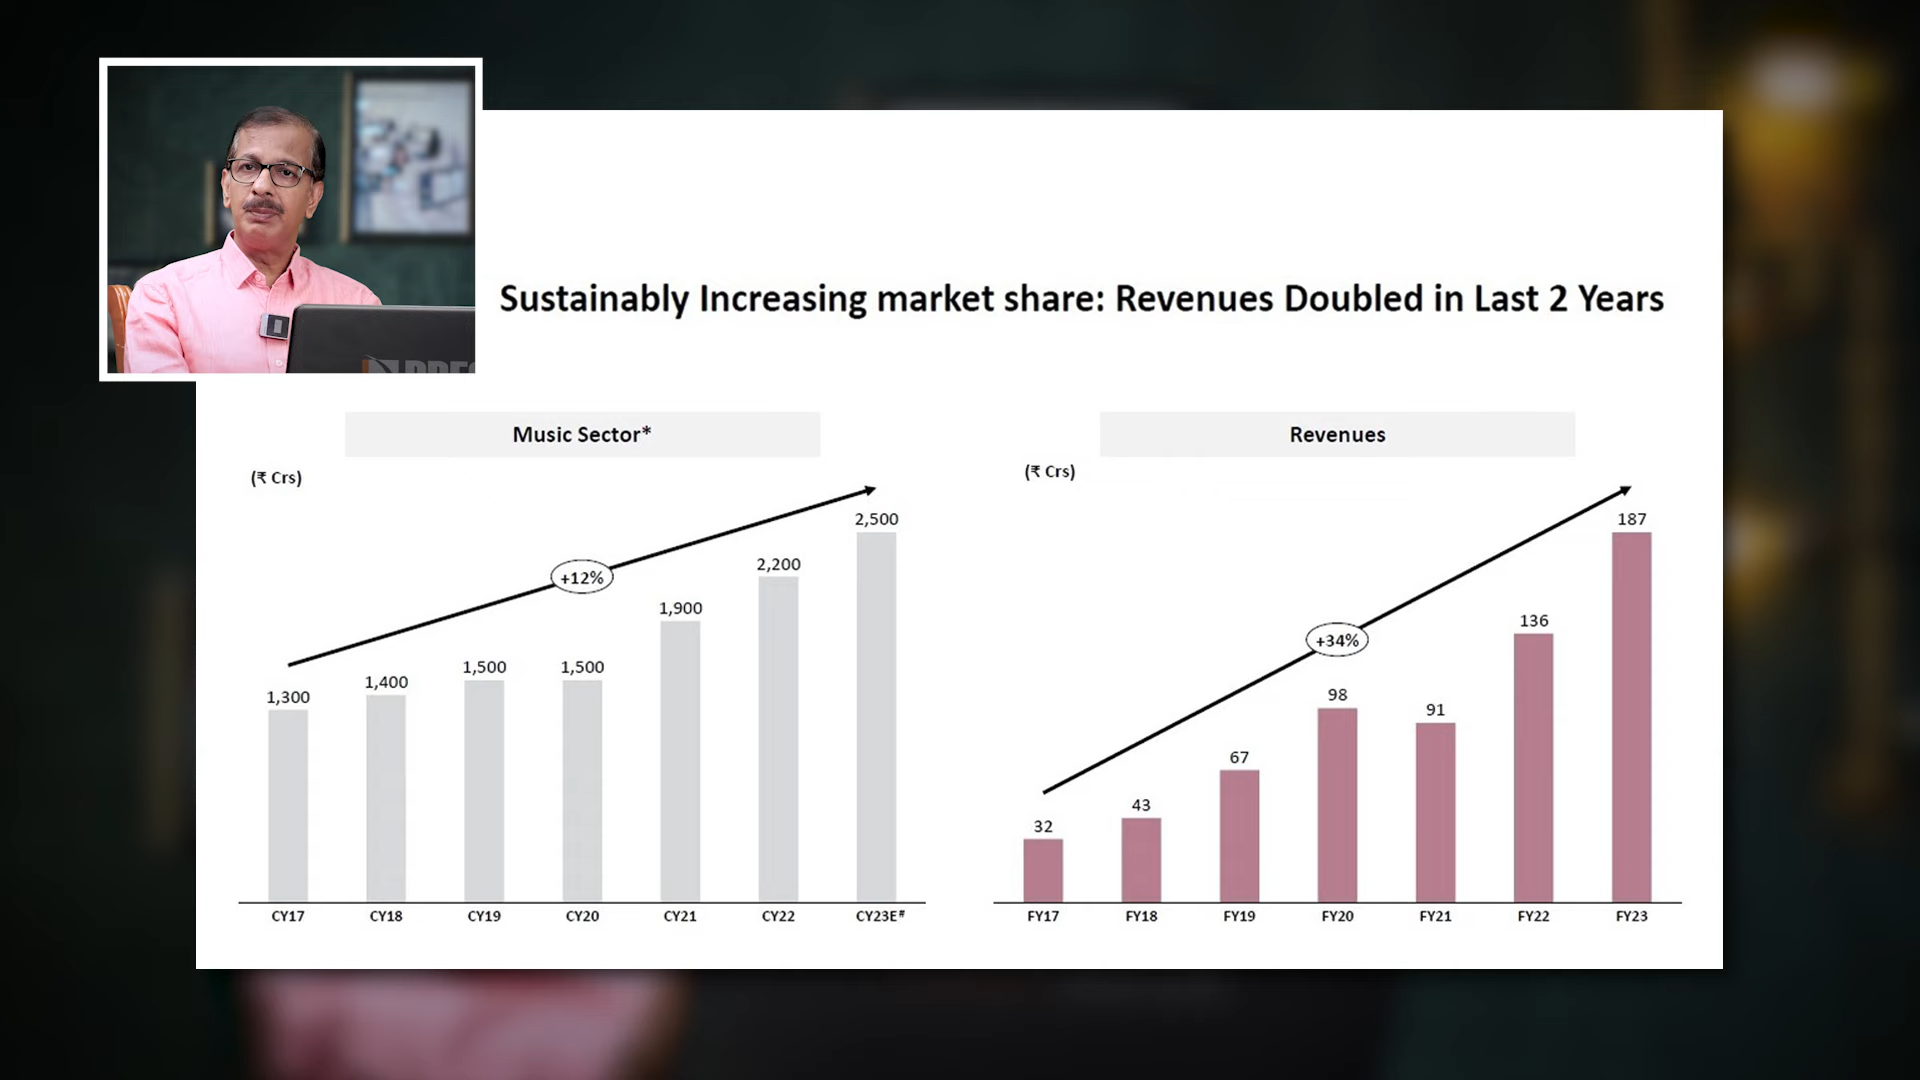 Sustainably Increasing market share: Revenues Doubled in Last 2 Years
Music Sector*
(₹ Crs)
+12%
1,300
1,400
1,500
1,500
1,900
2,200
2,500
CY17
CY18
CY19
CY20
CY21
CY22
CY23E#
Revenues
(₹ Crs)
+34%
32
43
67
98
91
136
187
FY17
FY18
FY19
FY20
FY21
FY22
FY23